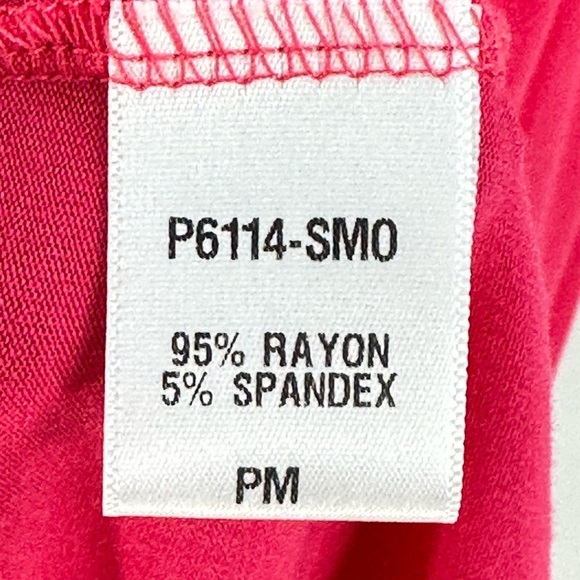 P6114-SMO
95% RAYON
5% SPANDEX
PM